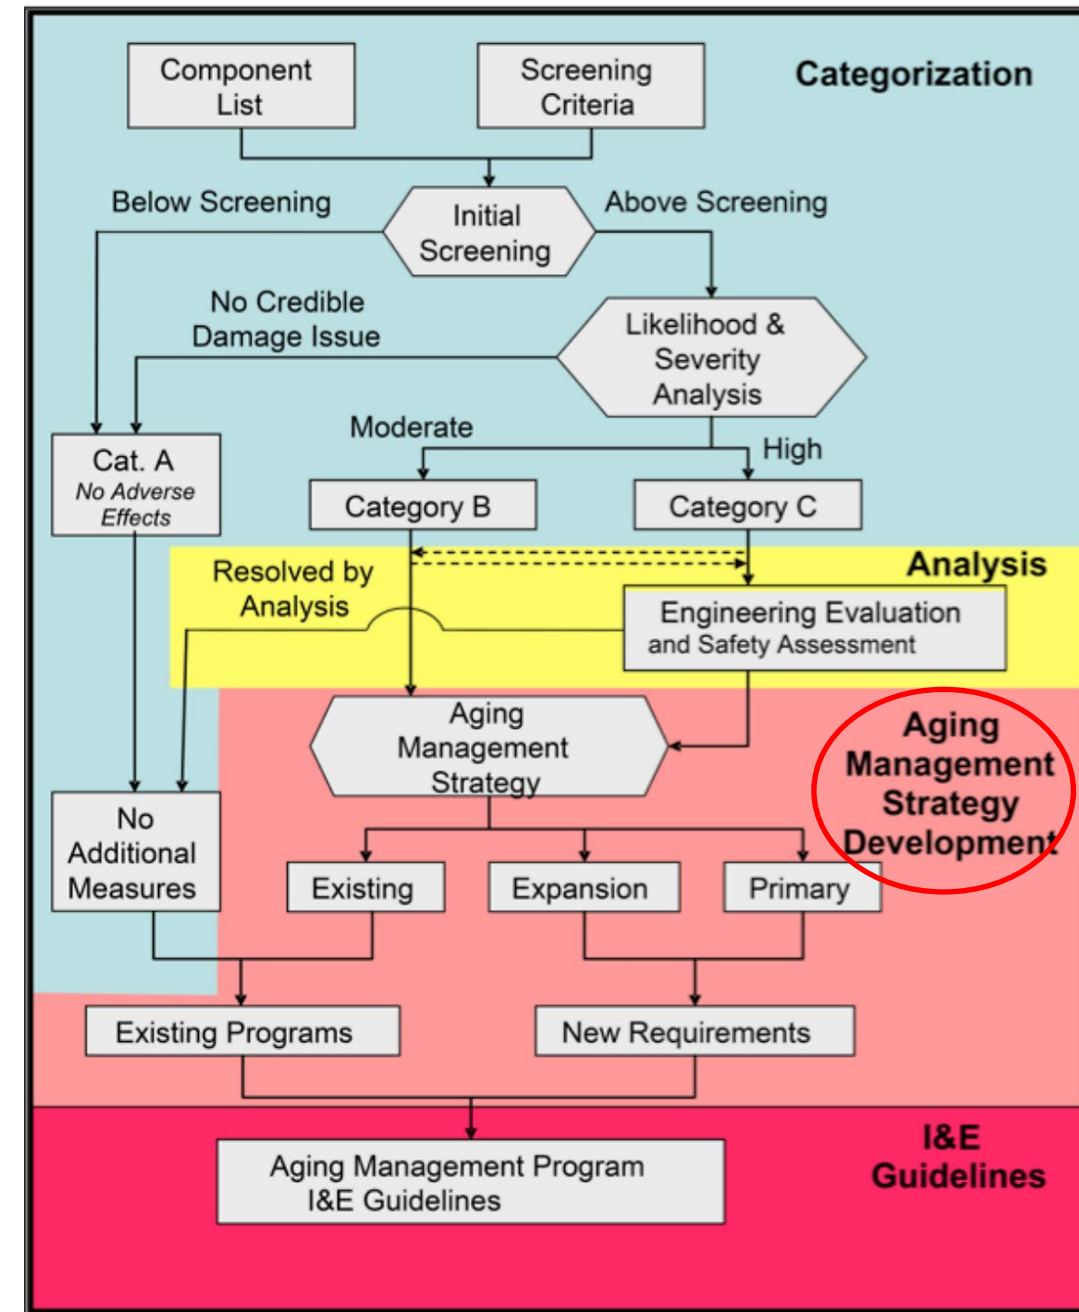 Component
List
Screening
Criteria
Categorization
Below Screening
Initial
Screening
Above Screening
No Credible
Damage Issue
Likelihood &
Severity
Analysis
Moderate
High
Cat. A
No Adverse
Effects
Category B
Category C
Resolved by
Analysis
Analysis
Engineering Evaluation
and Safety Assessment
Aging
Management
Strategy
Aging
Management
Strategy
Development
No
Additional
Measures
Existing
Expansion
Primary
Existing Programs
New Requirements
I&E
Guidelines
Aging Management Program
I&E Guidelines